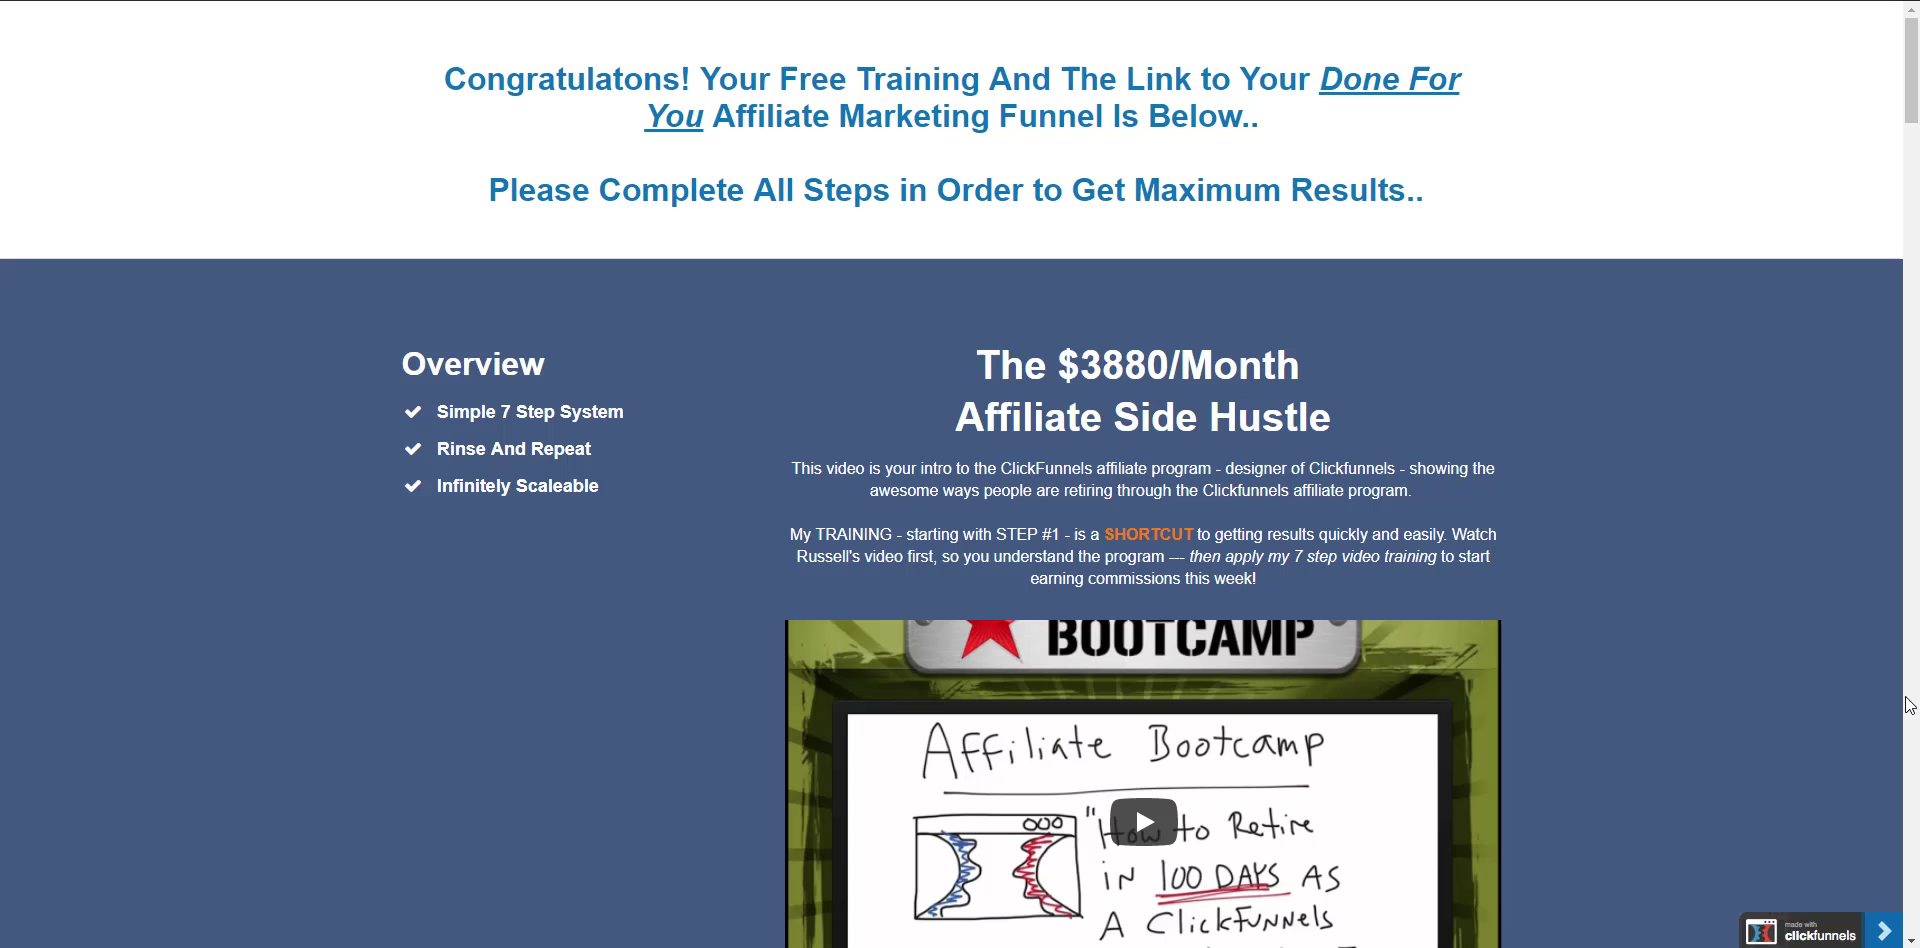 Congratulatons! Your Free Training And The Link to Your Done For
You Affiliate Marketing Funnel Is Below..
Please Complete All Steps in Order to Get Maximum Results..
Overview
Simple 7 Step System
Rinse And Repeat
Infinitely Scaleable
The $3880/Month
Affiliate Side Hustle
This video is your intro to the ClickFunnels affiliate program - designer of Clickfunnels - showing the
awesome ways people are retiring through the Clickfunnels affiliate program.
My TRAINING - starting with STEP #1 - is a SHORTCUT to getting results quickly and easily. Watch
Russell's video first, so you understand the program --- then apply my 7 step video training to start
earning commissions this week!
BOOTCAMP
Affiliate Bootcamp
"How to Retire
in 100 DAYS AS
A ClickFunnels
made with
clickfunnels